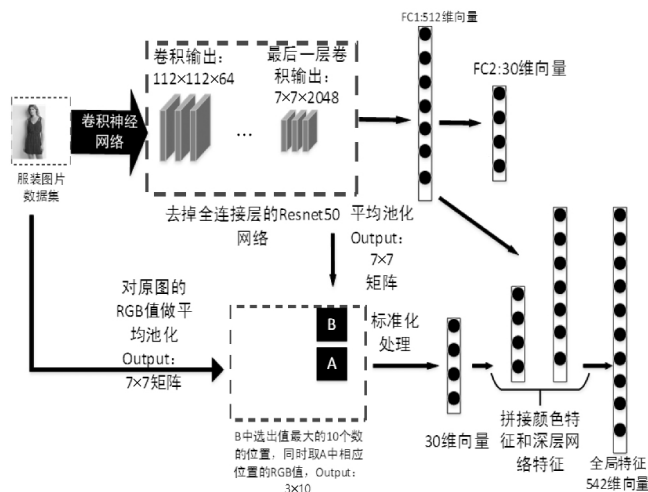 FC1:512维向量
卷积输出：
112×112×64
最后一层卷
积输出：
7×7×2048
FC2:30维向量
卷积神经
网络
...
服装图片
数据集
去掉全连接层的Resnet50
网络
平均池化
Output：
7×7
矩阵
对原图的
RGB值做平
均池化
Output：
7×7矩阵
B
A
标准化
处理
B中选出值最大的10个数
的位置，同时取A中相应
位置的RGB值，Output：
3×10
30维向量
拼接颜色特
征和深层网
络特征
全局特征
542维向量